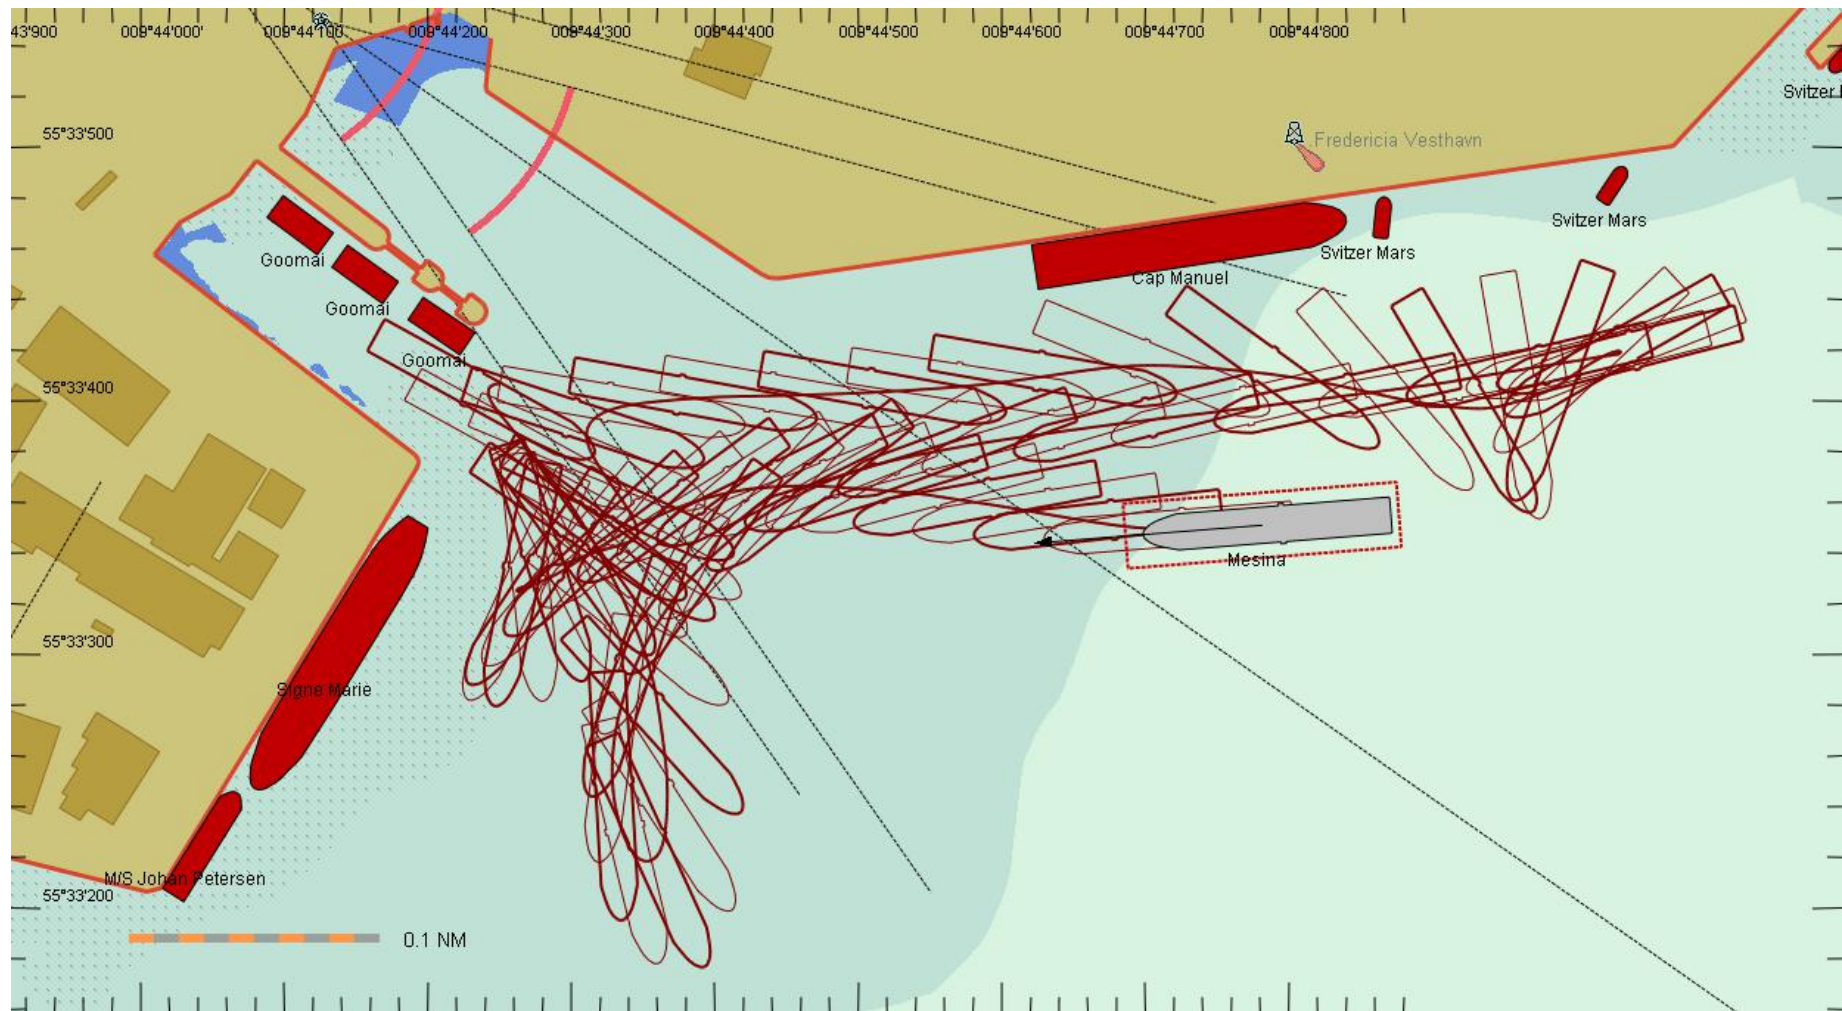 43'900
009°44'000'
009°44'100
009°44'200
009°44'300
009°44'500
009°44'600
009°44'700
009°44'800
Svitzer
55°33'500
Fredericia Vesthavn
Svitzer Mars
Svitzer Mars
Goomai
Cap Manuel
Goomai
Goomai
55°33'400
Mesina
55°33'300
Signe Marie
M/S Johan Petersen
55°33'200
0.1 NM